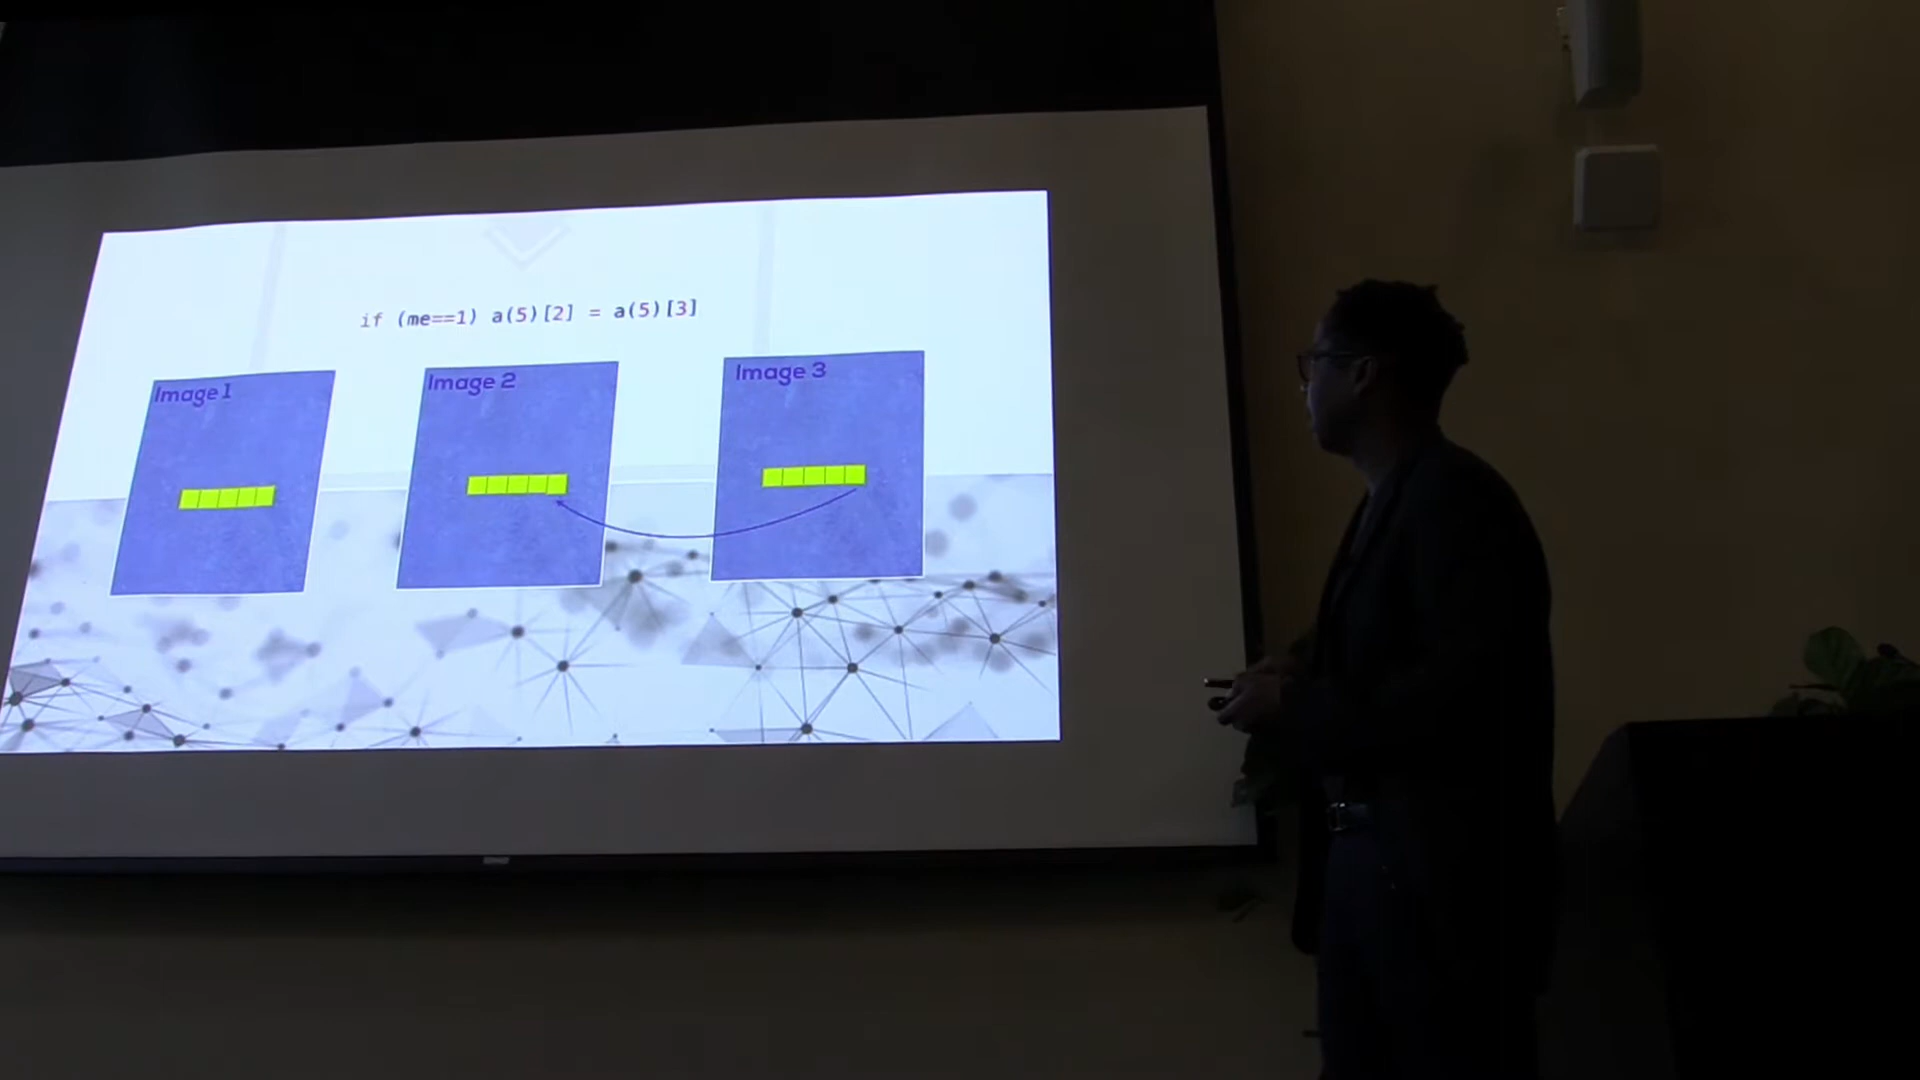 if (me==1) a(5)[2] = a(5)[3]
Image 1
Image 2
Image 3